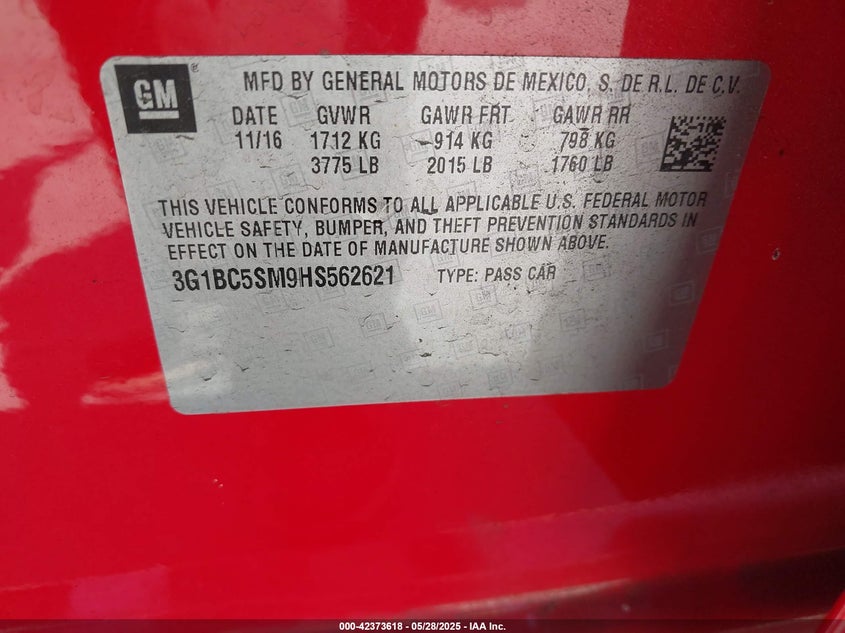 GM®
MFD BY GENERAL MOTORS DE MEXICO, S. DE R.L. DE C.V.
DATE GVWR GAWR FRT GAWR RR
11/16 1712 KG 914 KG 798 KG
3775 LB 2015 LB 1760 LB
THIS VEHICLE CONFORMS TO ALL APPLICABLE U.S. FEDERAL MOTOR
VEHICLE SAFETY, BUMPER, AND THEFT PREVENTION STANDARDS IN
EFFECT ON THE DATE OF MANUFACTURE SHOWN ABOVE.
3G1BC5SM9HS562621 TYPE: PASS CAR
000-42373618 - 05/28/2025 - IAA Inc.